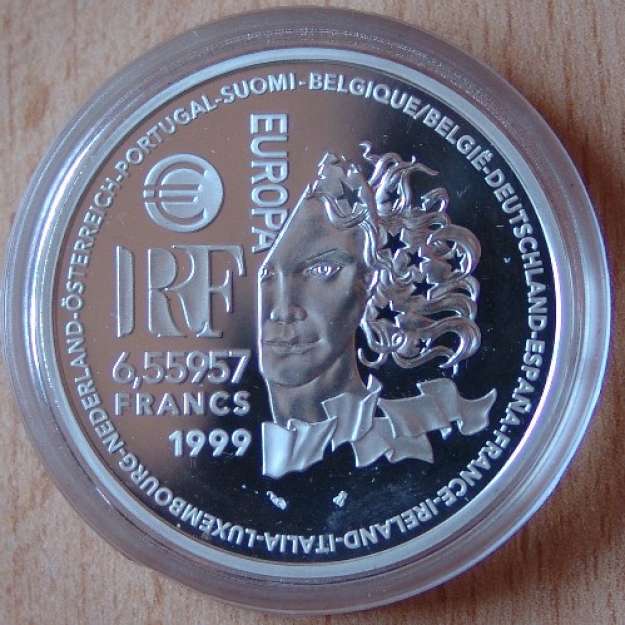 BELGIQUE/BELGIË-DEUTSCHLAND-ESPAÑA-FRANCE-IRELAND-ITALIA-LUXEMBOURG-NEDERLAND-ÖSTERREICH-PORTUGAL-SUOMI-
EUROPA
€
RF
6,55957
FRANCS
1999